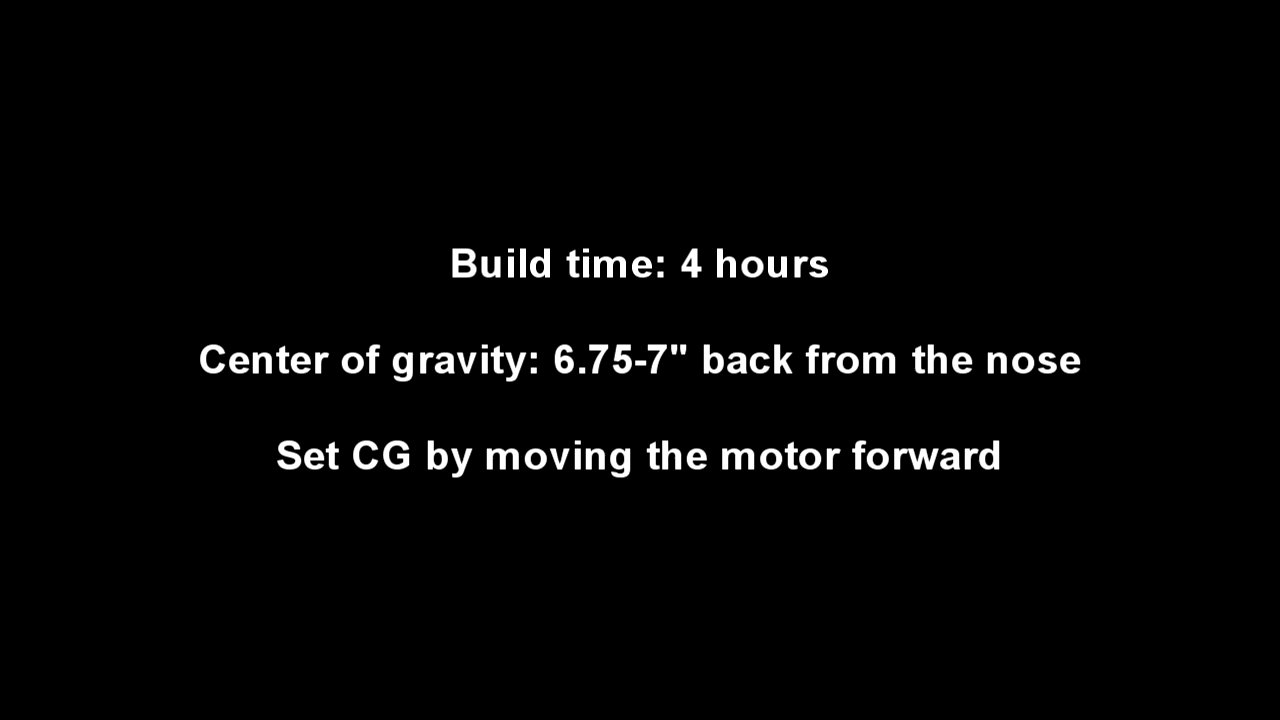 Build time: 4 hours
Center of gravity: 6.75-7" back from the nose
Set CG by moving the motor forward